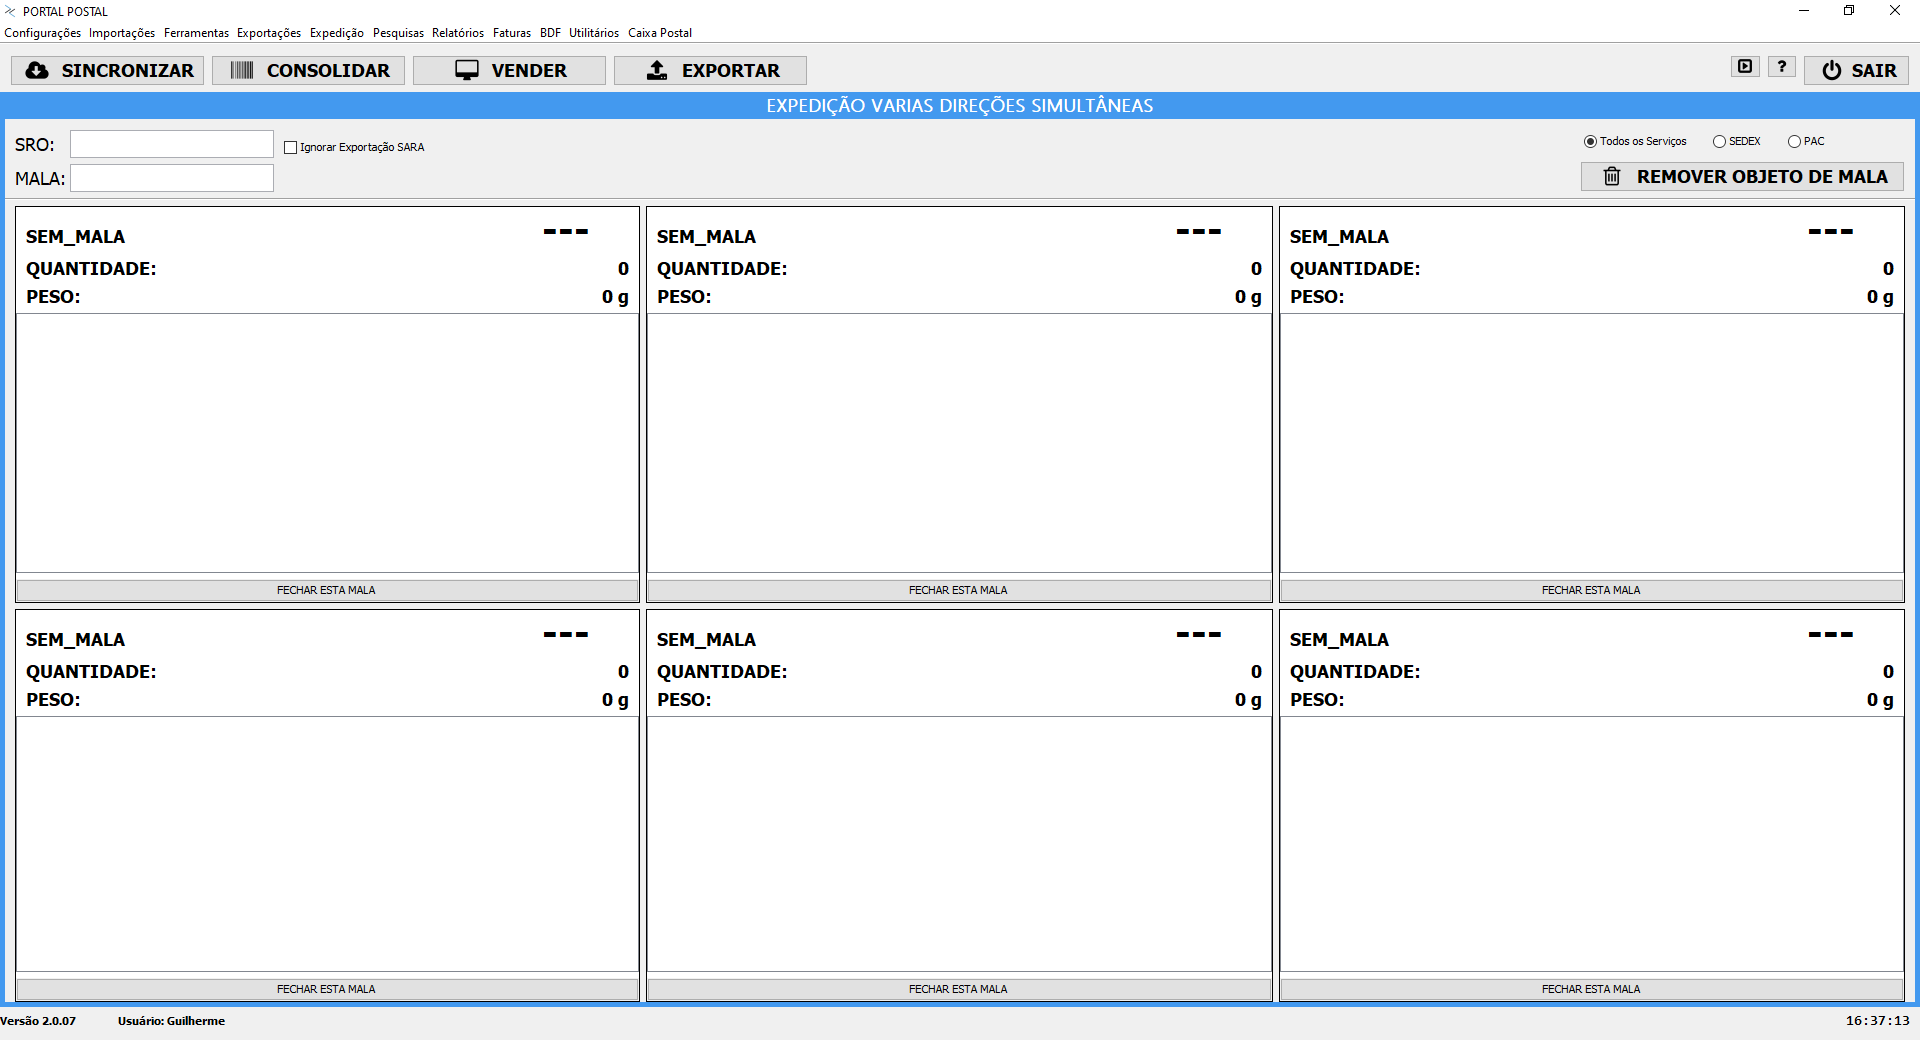 PORTAL POSTAL
Configurações Importações Ferramentas Exportações Expedição Pesquisas Relatórios Faturas BDF Utilitários Caixa Postal
SINCRONIZAR CONSOLIDAR VENDER EXPORTAR ? SAIR
EXPEDIÇÃO VARIAS DIREÇÕES SIMULTÂNEAS
SRO: Ignorar Exportação SARA Todos os Serviços SEDEX PAC
MALA: REMOVER OBJETO DE MALA
SEM_MALA --- SEM_MALA --- SEM_MALA ---
QUANTIDADE: 0 QUANTIDADE: 0 QUANTIDADE: 0
PESO: 0 g PESO: 0 g PESO: 0 g
FECHAR ESTA MALA FECHAR ESTA MALA FECHAR ESTA MALA
SEM_MALA --- SEM_MALA --- SEM_MALA ---
QUANTIDADE: 0 QUANTIDADE: 0 QUANTIDADE: 0
PESO: 0 g PESO: 0 g PESO: 0 g
FECHAR ESTA MALA FECHAR ESTA MALA FECHAR ESTA MALA
Versão 2.0.07 Usuário: Guilherme 16:37:13